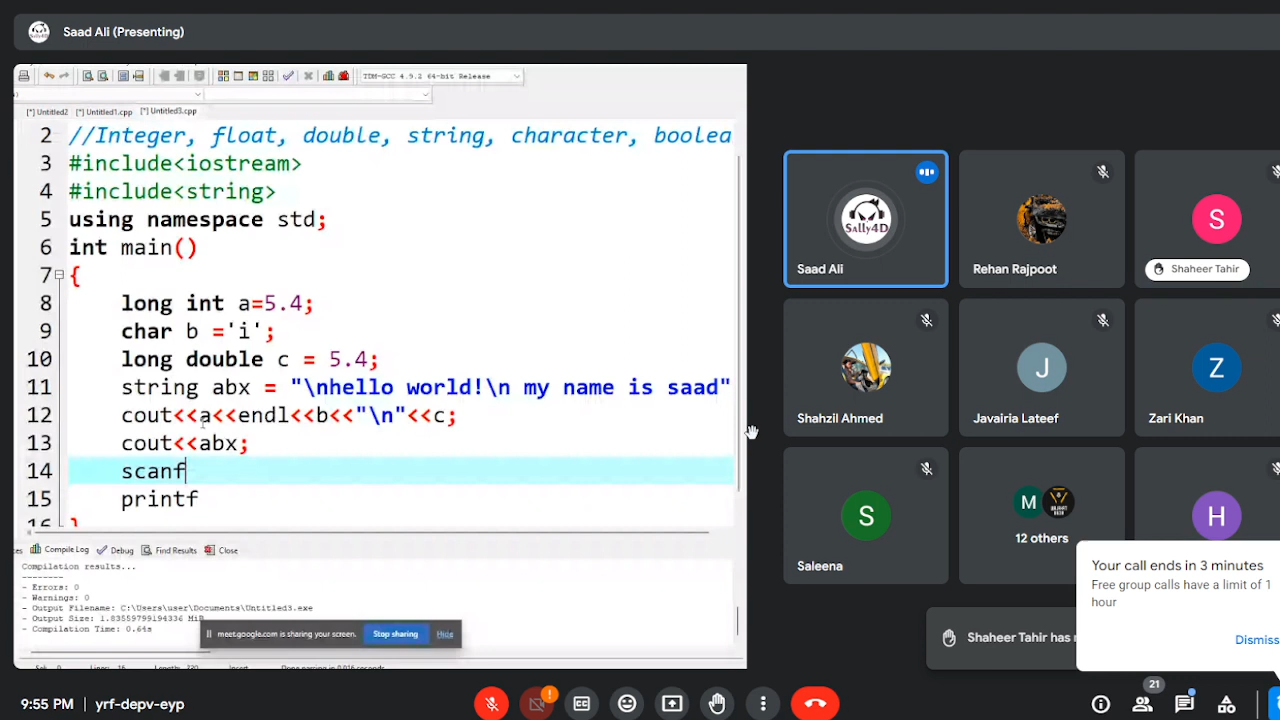 Saad Ali (Presenting)
TDM-GCC 4.9.2 64-bit Release
[*] Untitled2 [*] Untitled1.cpp [*] Untitled3.cpp
2 //Integer, float, double, string, character, boolea
3 #include<iostream>
4 #include<string>
5 using namespace std;
6 int main()
7 {
8 long int a=5.4;
9 char b ='i';
10 long double c = 5.4;
11 string abx = "\nhello world!\n my name is saad"
12 cout<<a<<endl<<b<<"\n"<<c;
13 cout<<abx;
14 scanf
15 printf
16 }
Compile Log Debug Find Results Close
Compilation results...
--------
- Errors: 0
- Warnings: 0
- Output Filename: C:\Users\user\Documents\Untitled3.exe
- Output Size: 1.83559799194336 MiB
- Compilation Time: 0.64s
meet.google.com is sharing your screen. Stop sharing Hide
SaLLy4D
Saad Ali
Rehan Rajpoot
S
Shaheer Tahir
Shahzil Ahmed
J
Javairia Lateef
Z
Zari Khan
S
Saleena
M
12 others
H
Your call ends in 3 minutes
Free group calls have a limit of 1
hour
Dismiss
Shaheer Tahir has
9:55 PM | yrf-depv-eyp
21